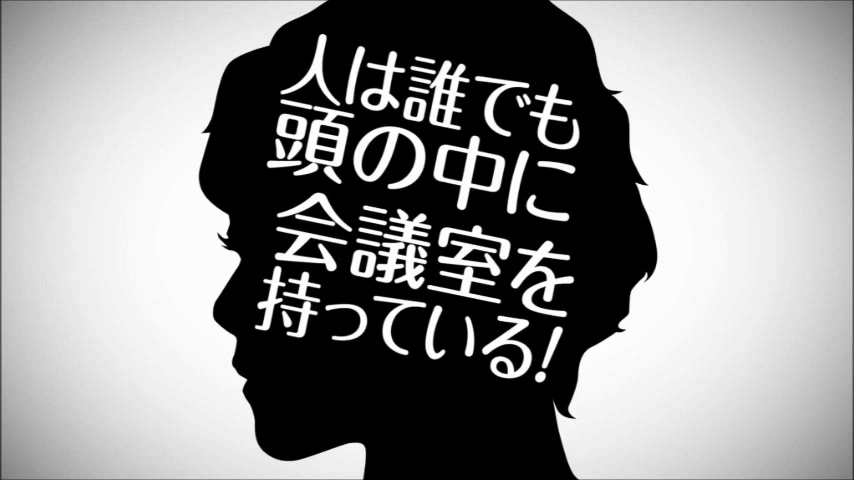 人は誰でも
頭の中に
会議室を
持っている!